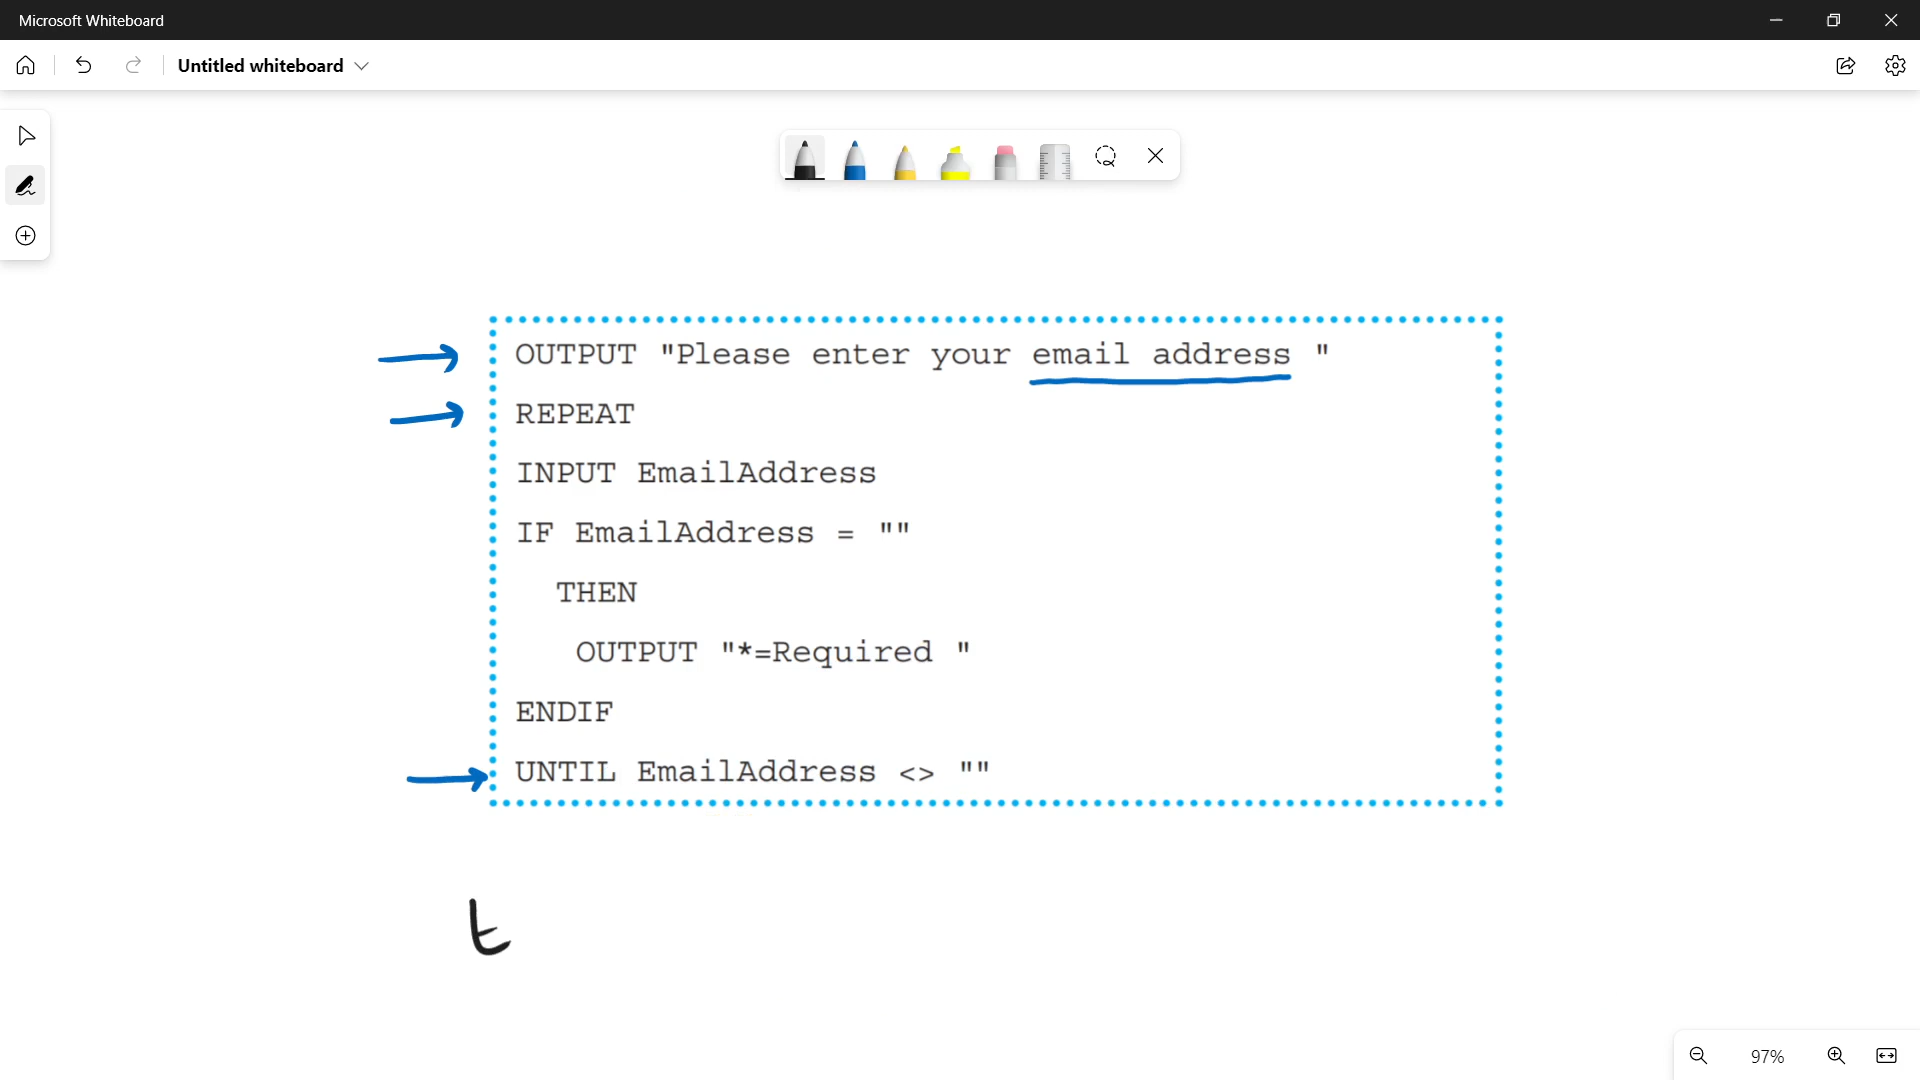 Microsoft Whiteboard
Untitled whiteboard
OUTPUT "Please enter your email address "
REPEAT
INPUT EmailAddress
IF EmailAddress = ""
THEN
OUTPUT "*=Required "
ENDIF
UNTIL EmailAddress <> ""
t
97%